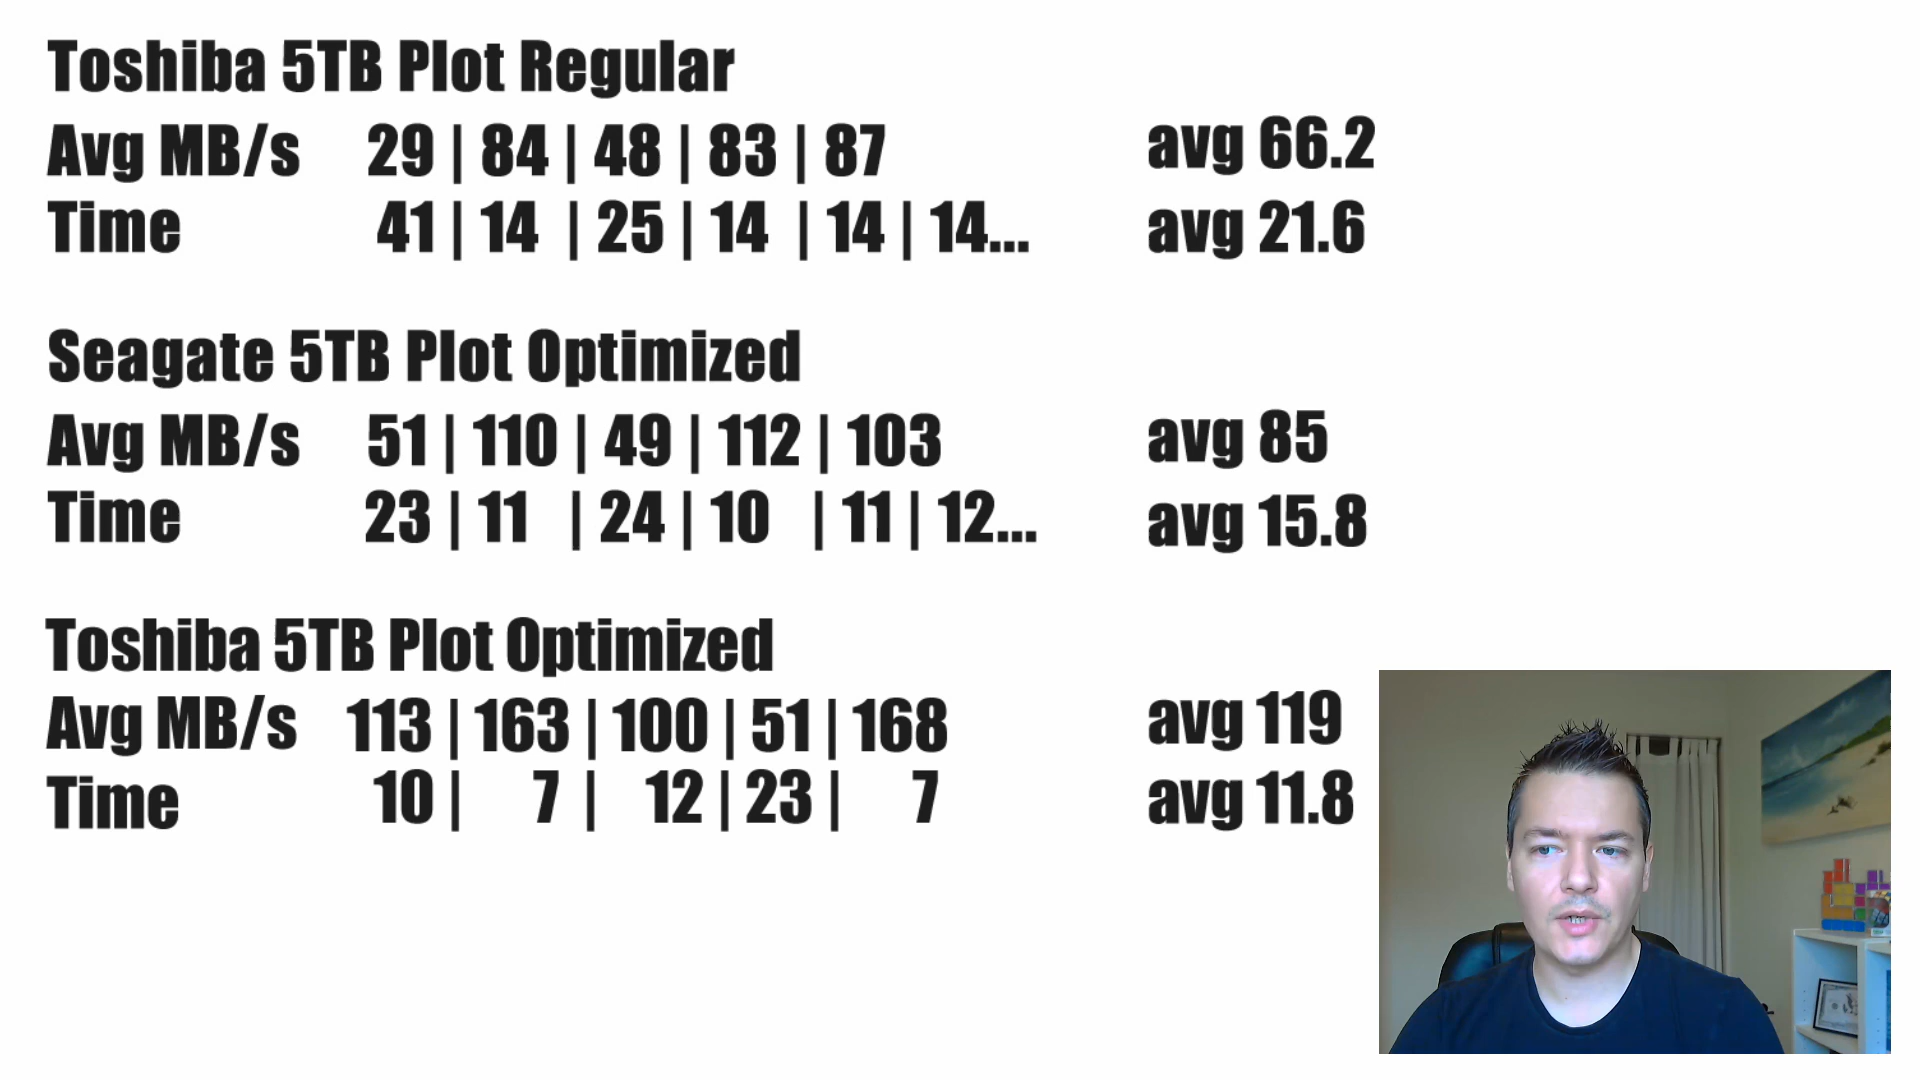 Toshiba 5TB Plot Regular
Avg MB/s 29 | 84 | 48 | 83 | 87 avg 66.2
Time 41 | 14 | 25 | 14 | 14 | 14... avg 21.6
Seagate 5TB Plot Optimized
Avg MB/s 51 | 110 | 49 | 112 | 103 avg 85
Time 23 | 11 | 24 | 10 | 11 | 12... avg 15.8
Toshiba 5TB Plot Optimized
Avg MB/s 113 | 163 | 100 | 51 | 168 avg 119
Time 10 | 7 | 12 | 23 | 7 avg 11.8